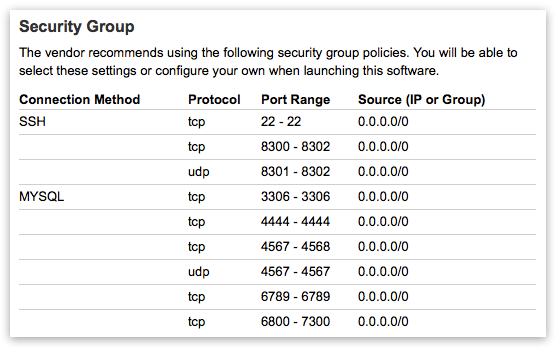 Security Group
The vendor recommends using the following security group policies. You will be able to
select these settings or configure your own when launching this software.
Connection Method Protocol Port Range Source (IP or Group)
SSH tcp 22 - 22 0.0.0.0/0
tcp 8300 - 8302 0.0.0.0/0
udp 8301 - 8302 0.0.0.0/0
MYSQL tcp 3306 - 3306 0.0.0.0/0
tcp 4444 - 4444 0.0.0.0/0
tcp 4567 - 4568 0.0.0.0/0
udp 4567 - 4567 0.0.0.0/0
tcp 6789 - 6789 0.0.0.0/0
tcp 6800 - 7300 0.0.0.0/0